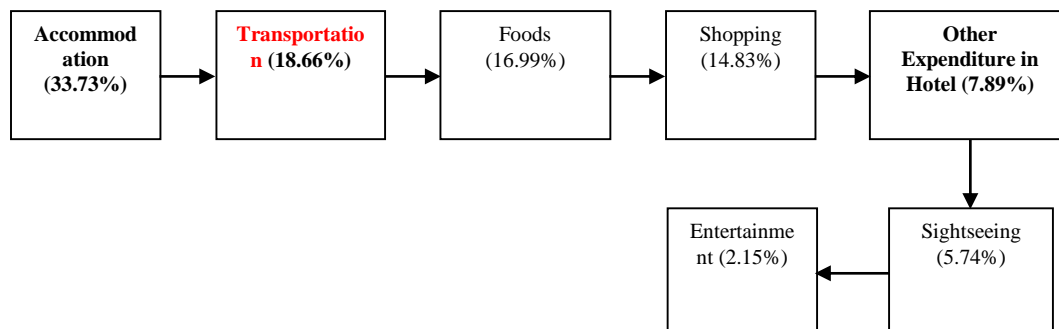 Accommod
ation
(33.73%)
Transportatio
n (18.66%)
Foods
(16.99%)
Shopping
(14.83%)
Other
Expenditure in
Hotel (7.89%)
Entertainme
nt (2.15%)
Sightseeing
(5.74%)